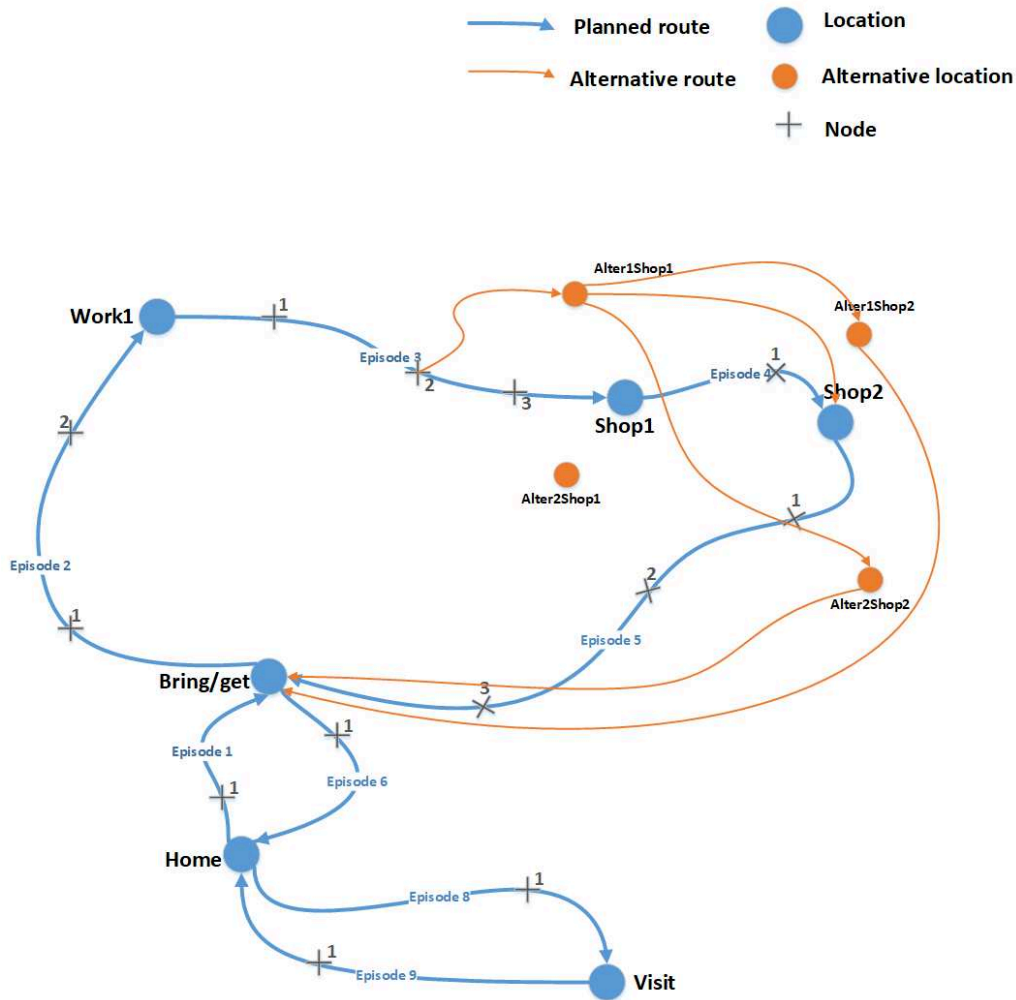 Planned route
Location
Alternative route
Alternative location
Node
Alter1Shop1
Work1
1
Alter1Shop2
Episode 3
2
3
1
Episode 4
Shop2
Shop1
2
Alter2Shop1
1
Episode 2
2
Alter2Shop2
1
Episode 5
Bring/get
3
1
Episode 1
Episode 6
1
Home
1
Episode 8
1
Episode 9
Visit